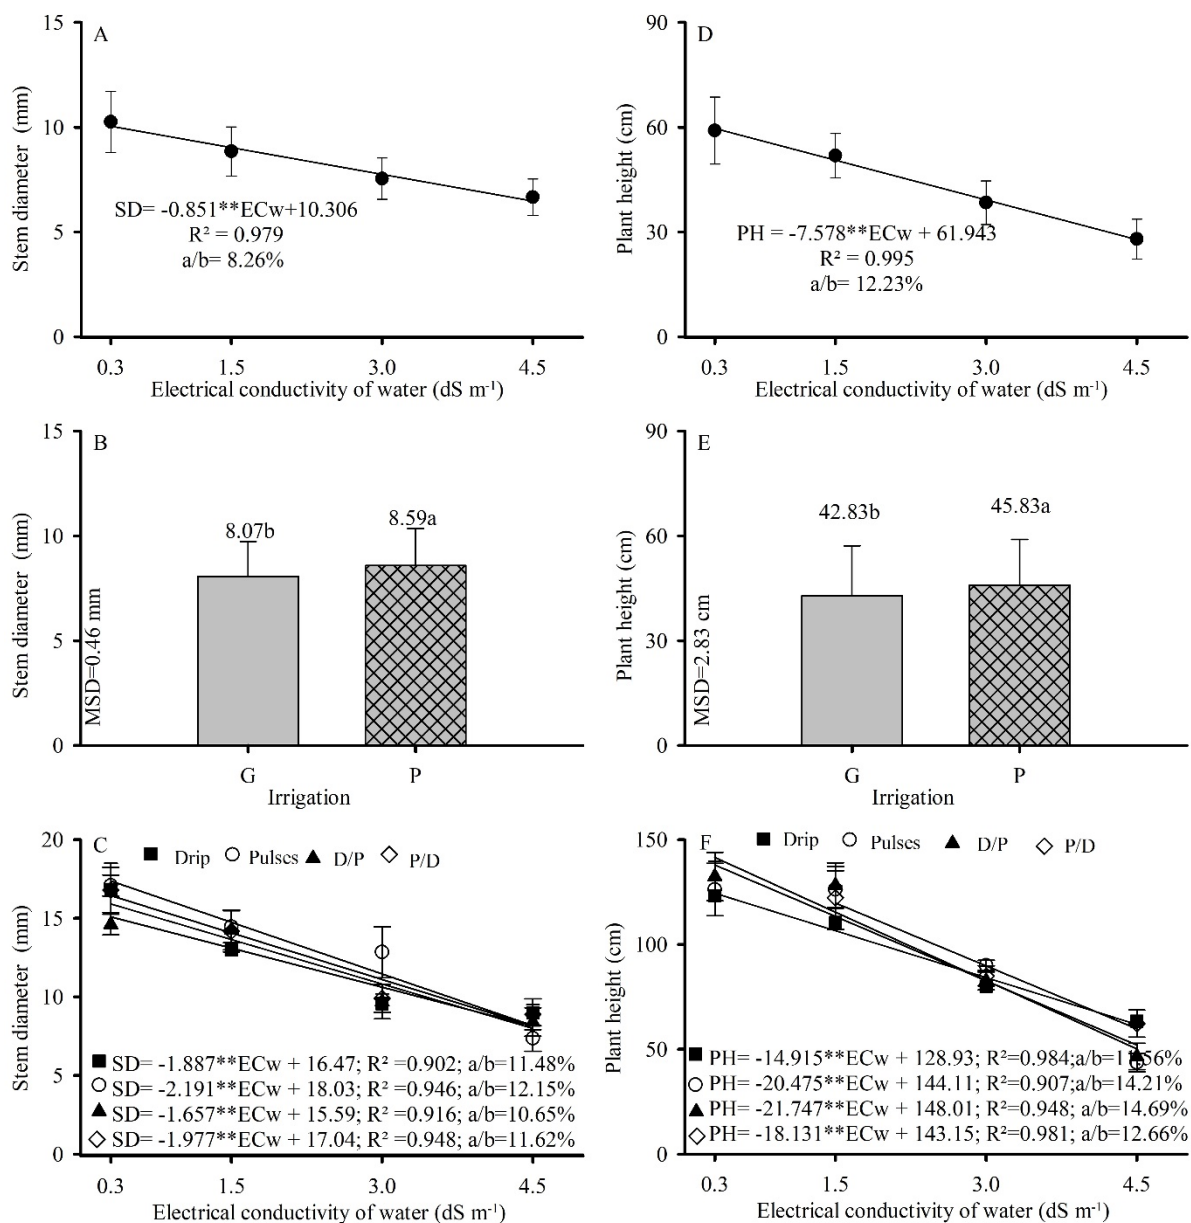 A
15
10
5
0
Stem diameter (mm)
SD= -0.851**ECw+10.306
R² = 0.979
a/b= 8.26%
0.3 1.5 3.0 4.5
Electrical conductivity of water (dS m⁻¹)
D
90
60
30
0
Plant height (cm)
PH = -7.578**ECw + 61.943
R² = 0.995
a/b= 12.23%
0.3 1.5 3.0 4.5
Electrical conductivity of water (dS m⁻¹)
B
15
10
5
0
Stem diameter (mm)
MSD=0.46 mm
8.07b
8.59a
G P
Irrigation
E
90
60
30
0
Plant height (cm)
MSD=2.83 cm
42.83b
45.83a
G P
Irrigation
C
Drip Pulses D/P P/D
20
15
10
5
0
Stem diameter (mm)
SD= -1.887**ECw + 16.47; R² =0.902; a/b=11.48%
SD= -2.191**ECw + 18.03; R² =0.946; a/b=12.15%
SD= -1.657**ECw + 15.59; R² =0.916; a/b=10.65%
SD= -1.977**ECw + 17.04; R² =0.948; a/b=11.62%
0.3 1.5 3.0 4.5
Electrical conductivity of water (dS m⁻¹)
F
Drip Pulses D/P P/D
150
100
50
0
Plant height (cm)
PH= -14.915**ECw + 128.93; R²=0.984;a/b=11.56%
PH= -20.475**ECw + 144.11; R²=0.907;a/b=14.21%
PH= -21.747**ECw + 148.01; R²=0.948; a/b=14.69%
PH= -18.131**ECw + 143.15; R²=0.981; a/b=12.66%
0.3 1.5 3.0 4.5
Electrical conductivity of water (dS m⁻¹)